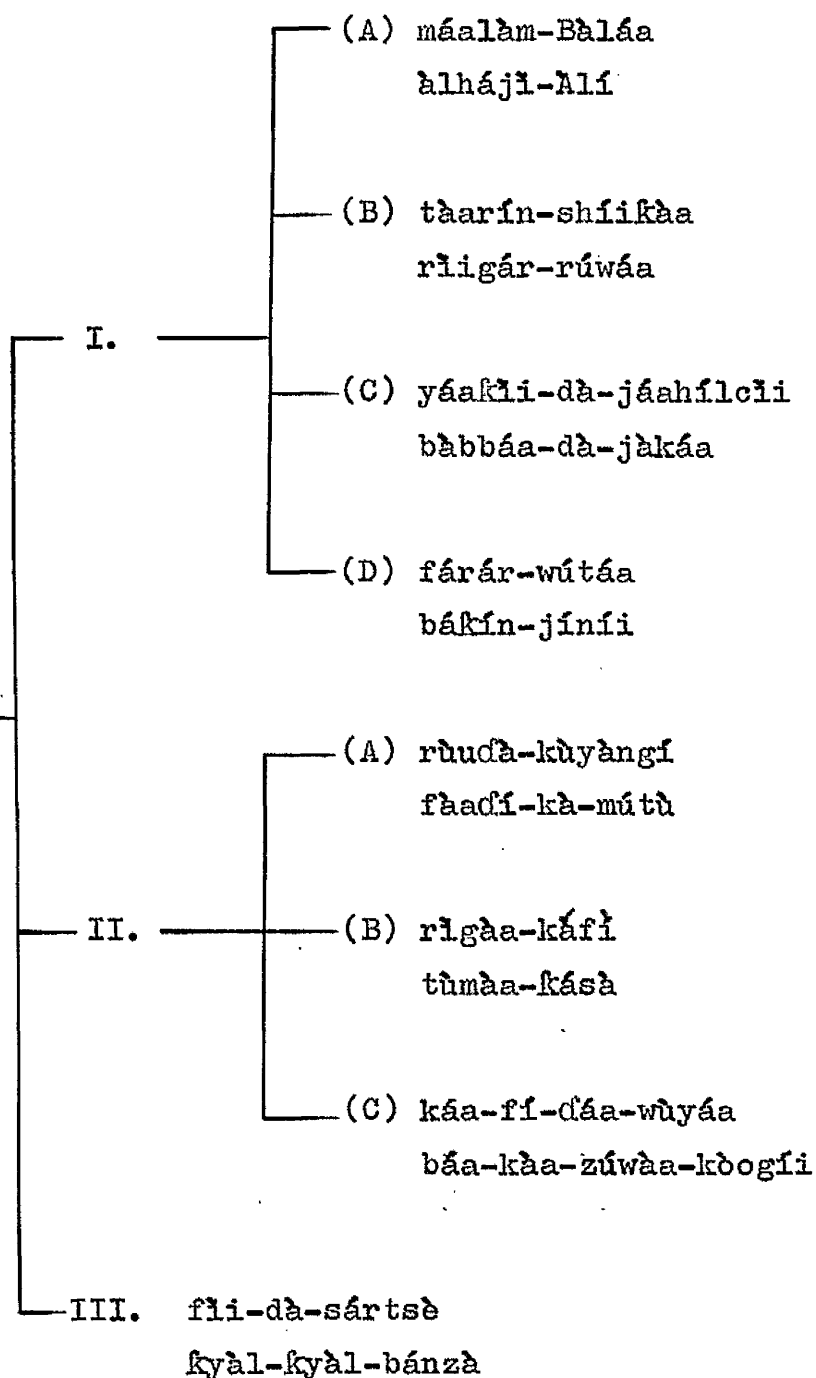 (A) máalàm-Bàláa
àlhájì-Àlí
(B) tàarín-shíiƙàa
rìigár-rúwáa
I.
(C) yáaƙìi-dà-jáahílcìi
bàbbáa-dà-jàkáa
(D) fárár-wútáa
báƙín-jíníi
(A) rùuɗà-kùyàngí
fàaɗí-kà-mútù
II. (B) rìgàa-káfì
tùmàa-ƙásà
(C) káa-fí-ɗáa-wùyáa
báa-kàa-zúwàa-kòogíi
III. fìi-dà-sártsè
ƙyàl-ƙyàl-bánzà